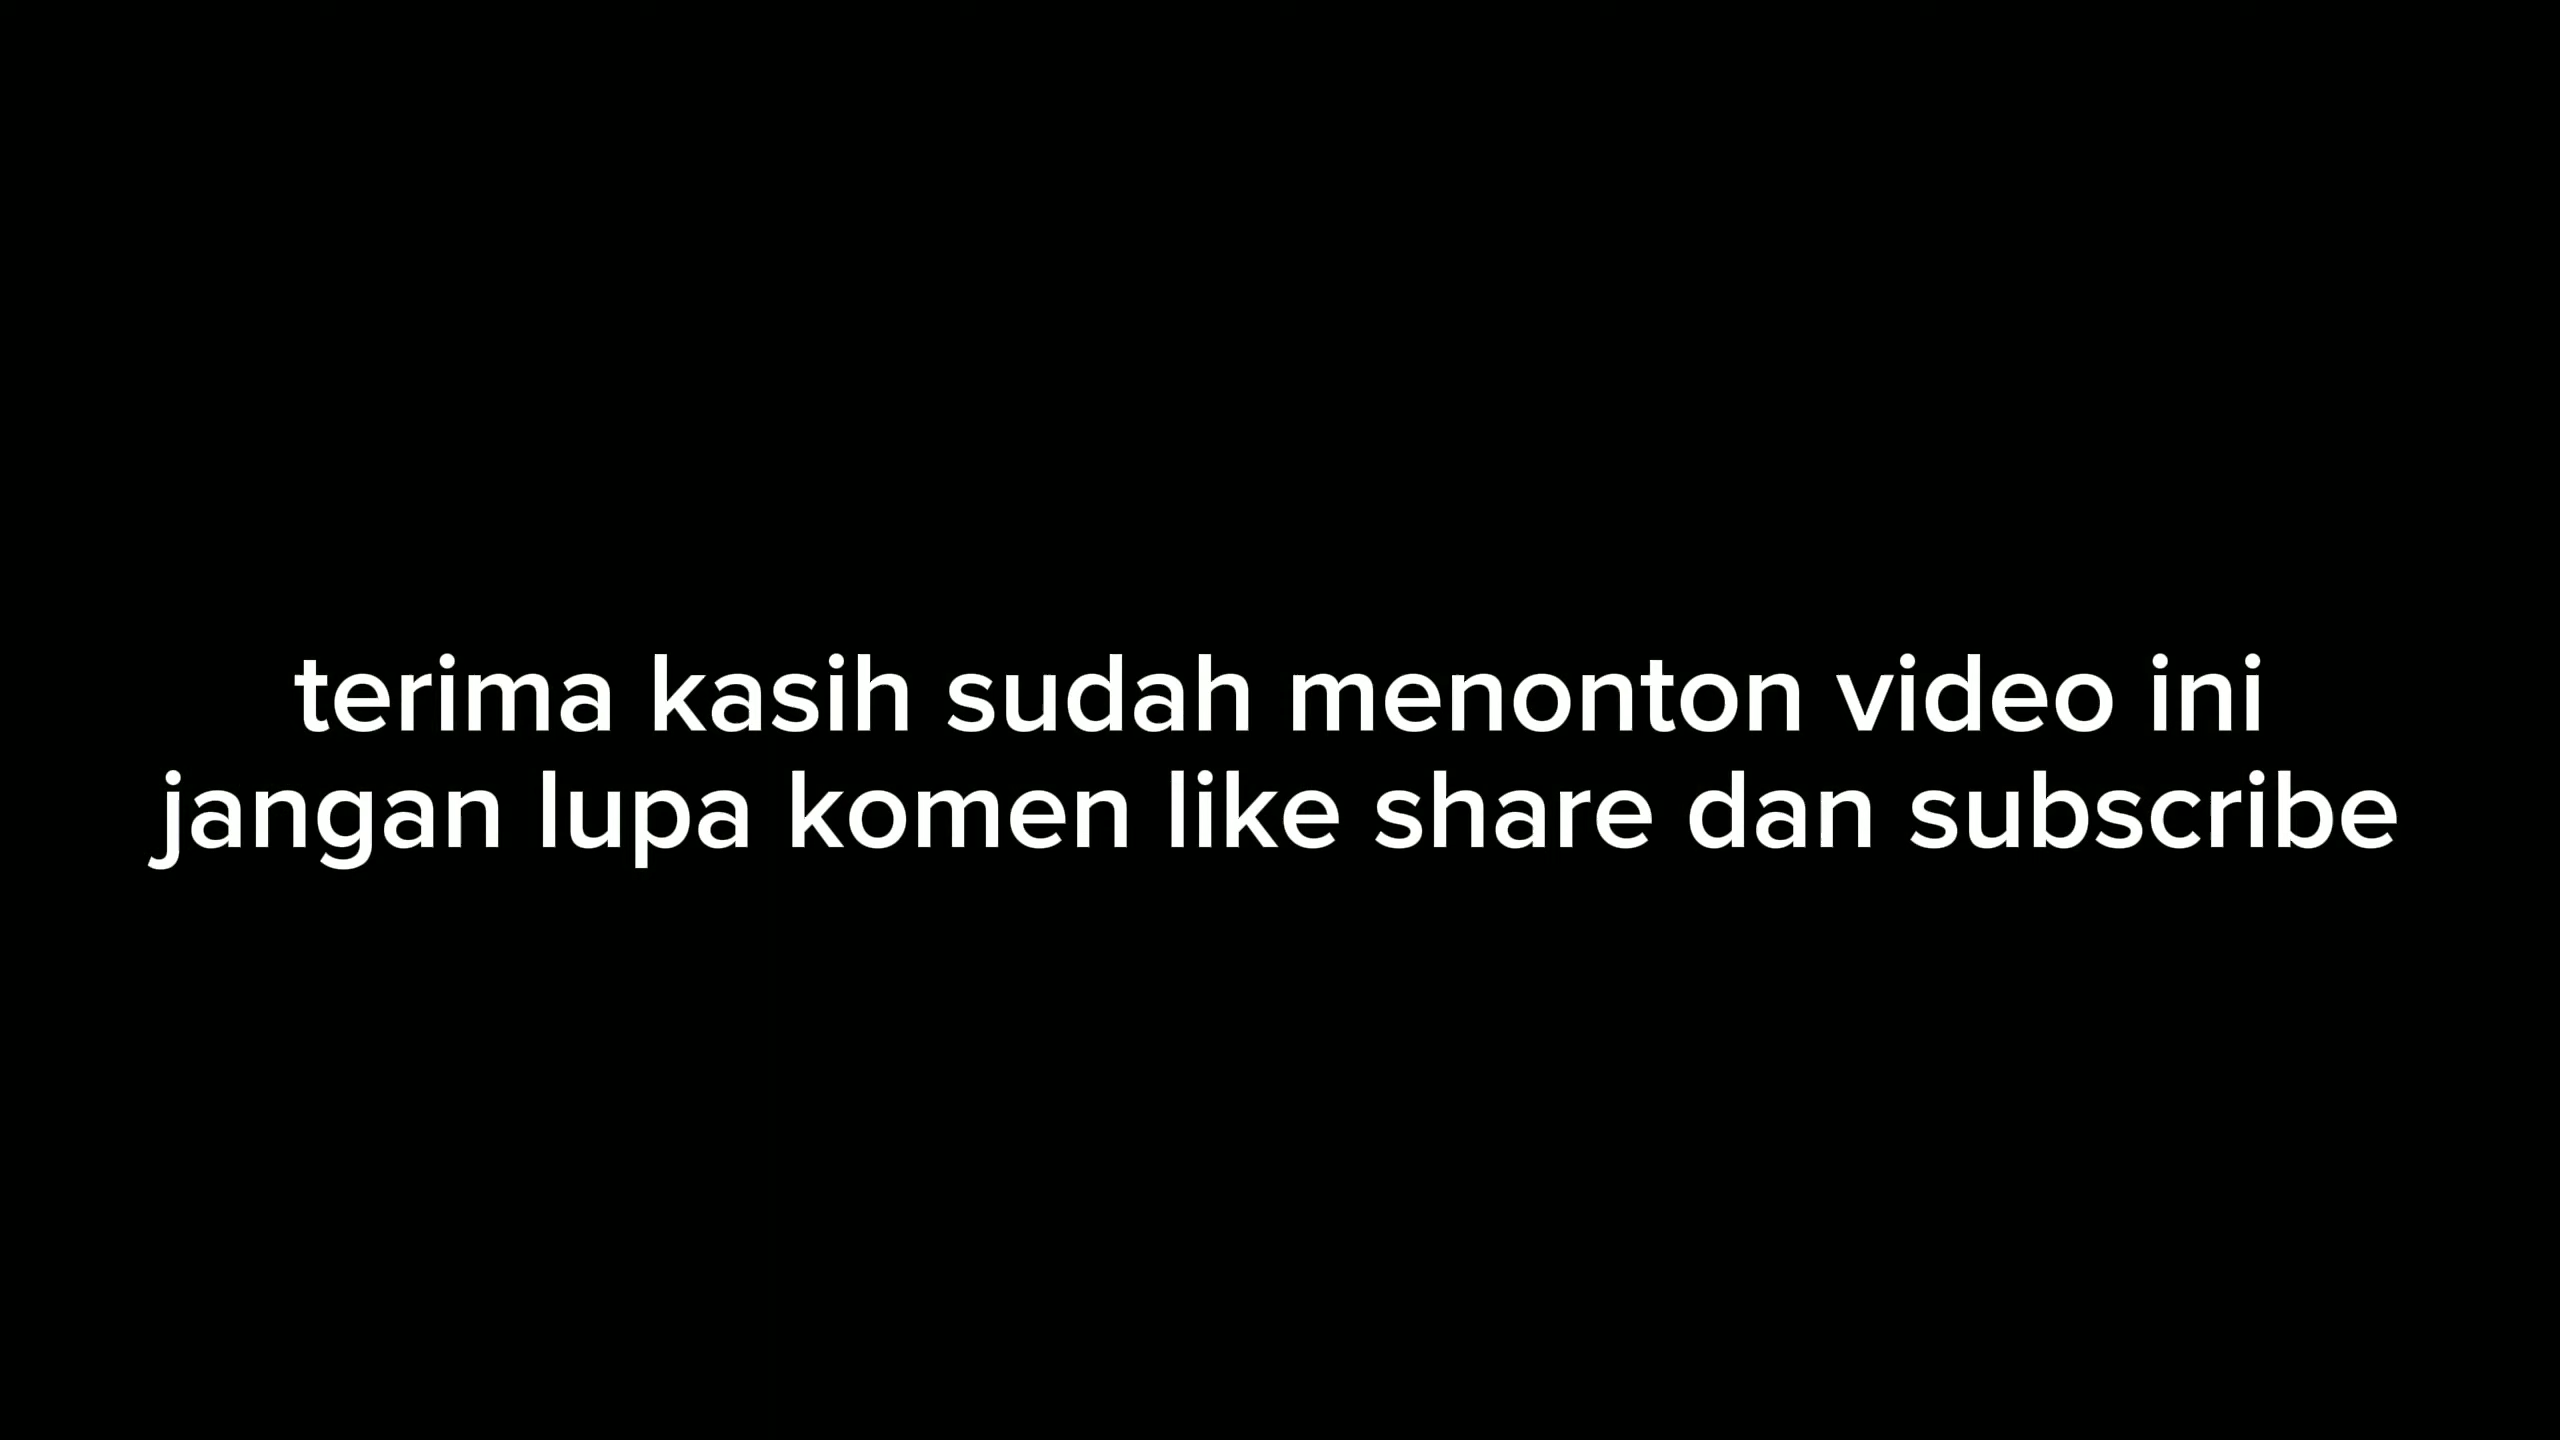 terima kasih sudah menonton video ini
jangan lupa komen like share dan subscribe